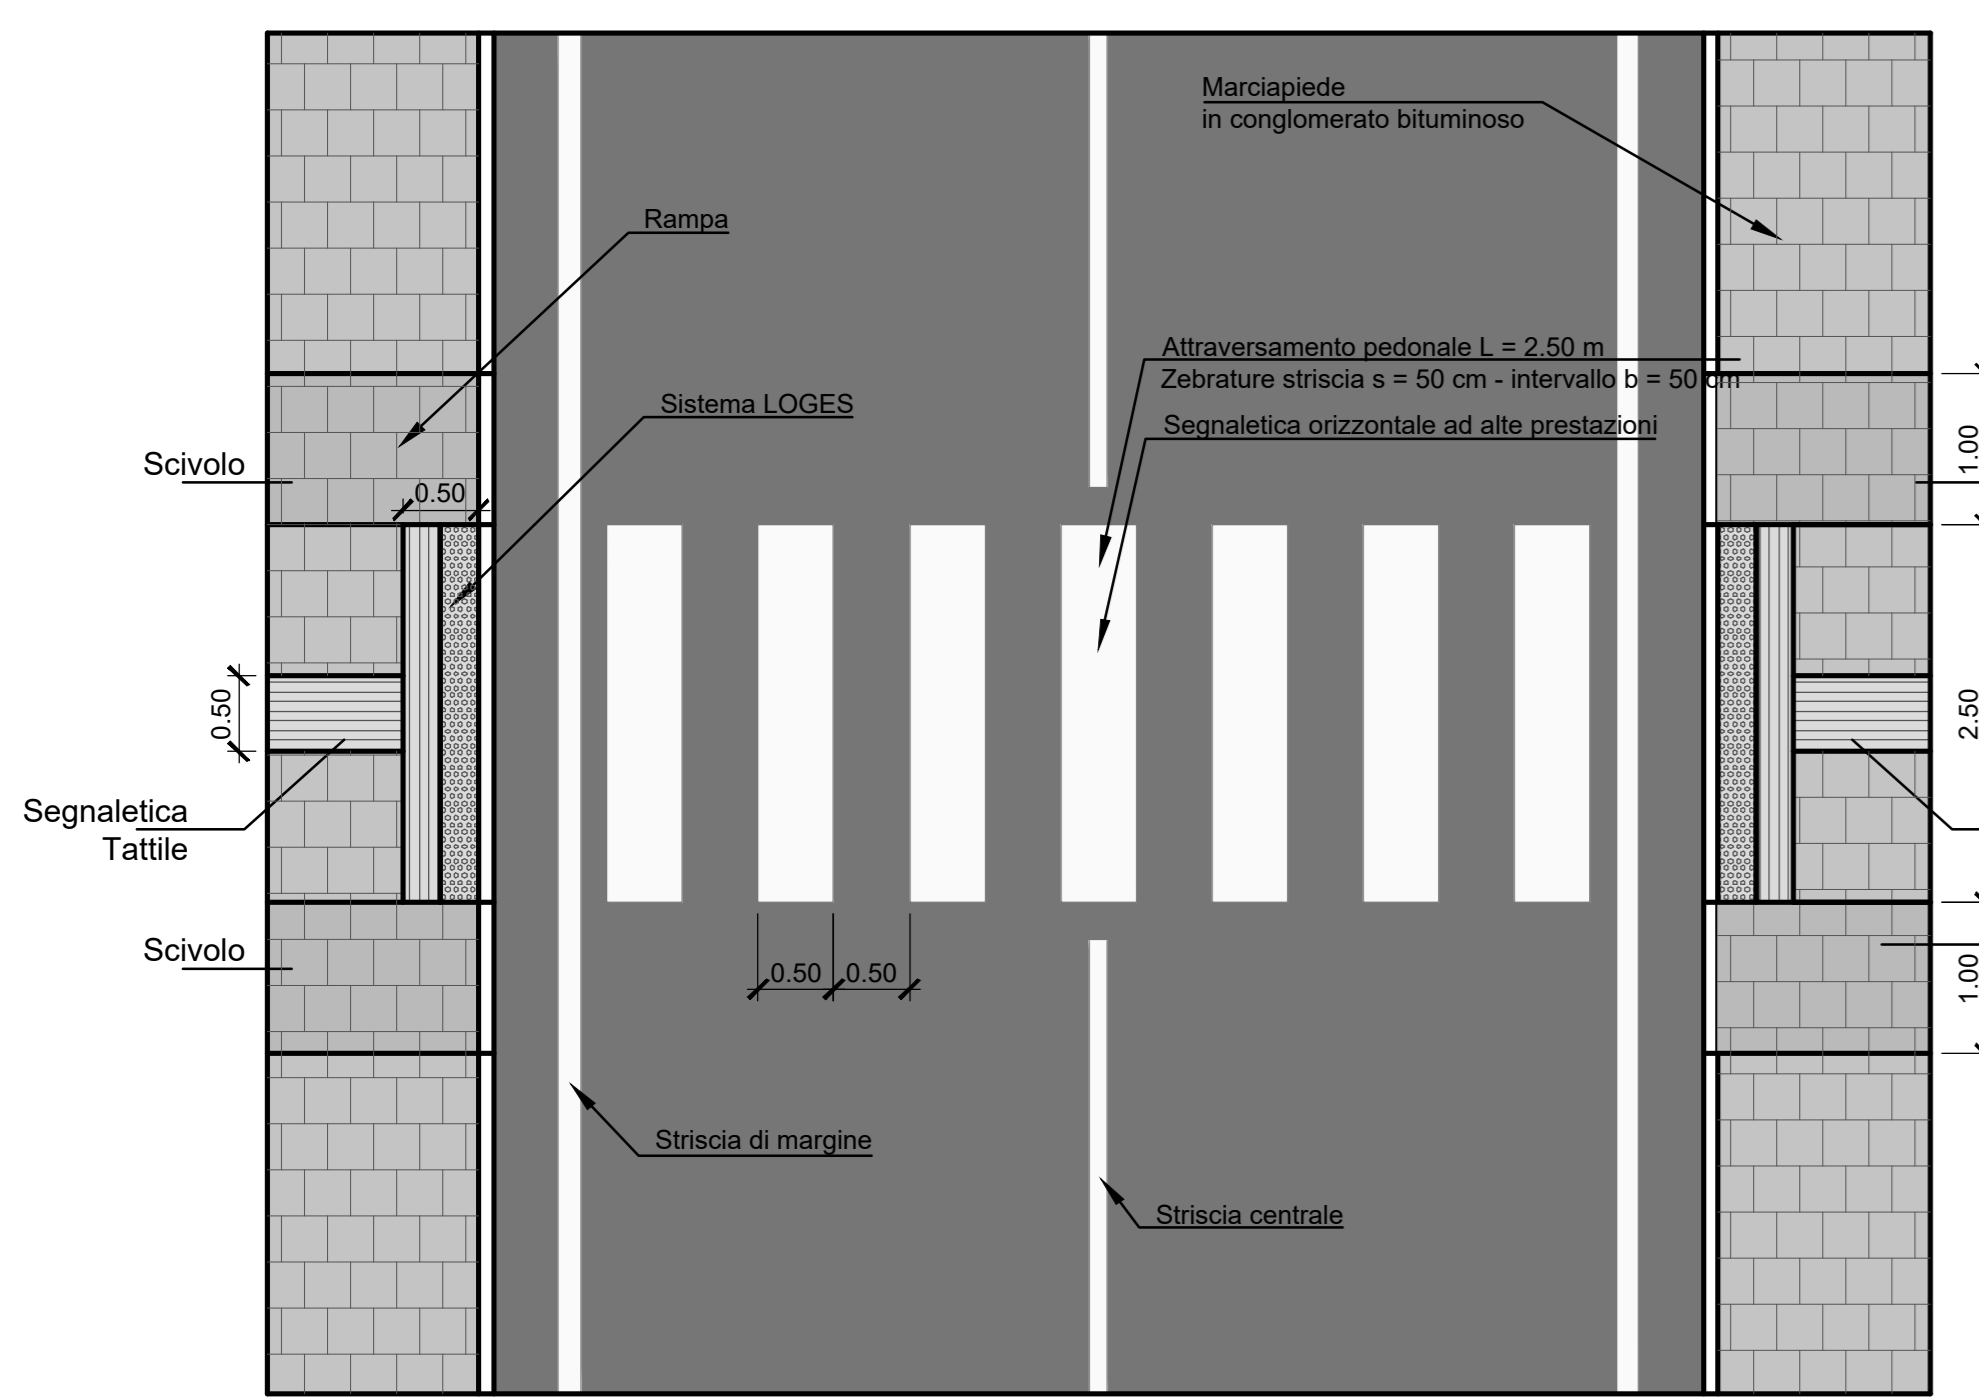 Marciapiede
in conglomerato bituminoso
Rampa
Attraversamento pedonale L = 2.50 m
Zebrature striscia s = 50 cm - intervallo b = 50 cm
Sistema LOGES
Segnaletica orizzontale ad alte prestazioni
Scivolo
1.00
0.50
0.50
2.50
Segnaletica
Tattile
Scivolo
0.50 0.50
1.00
Striscia di margine
Striscia centrale